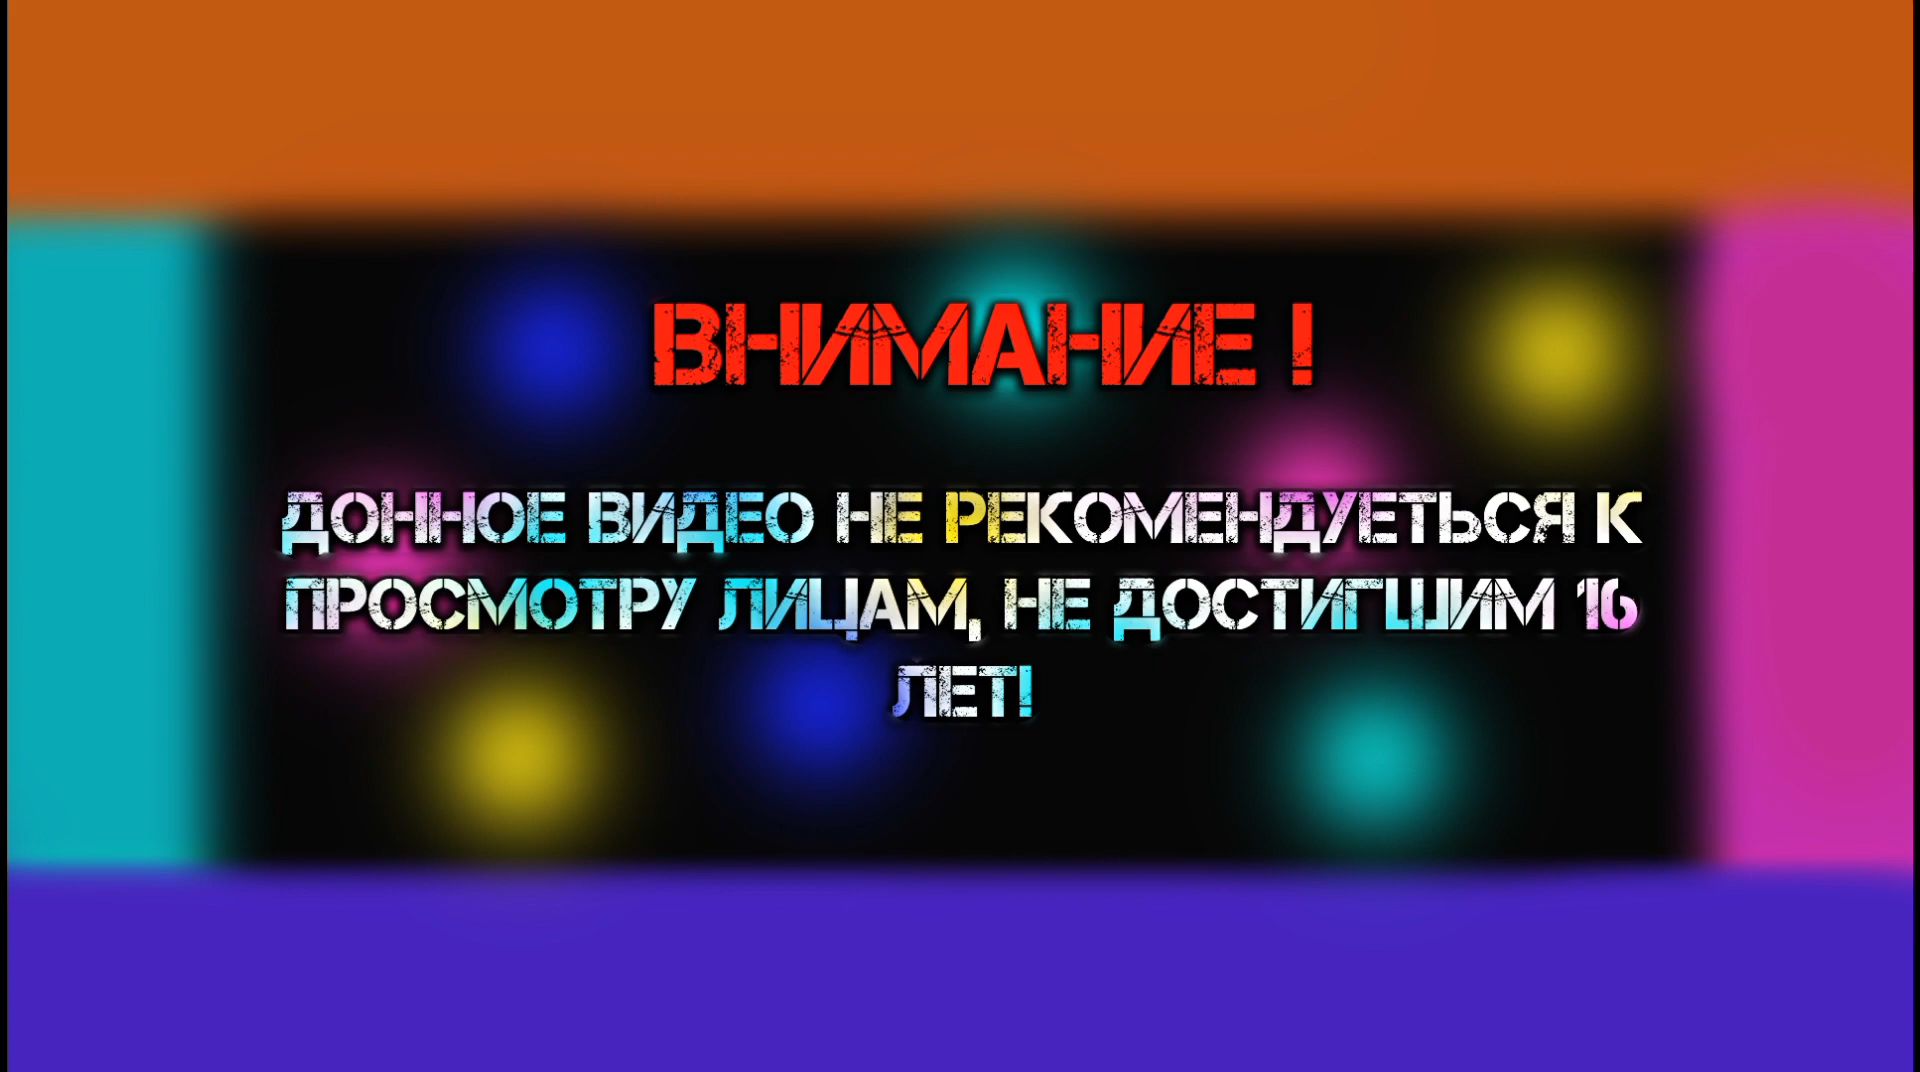 ВНИМАНИЕ !
ДОННОЕ ВИДЕО НЕ РЕКОМЕНДУЕТЬСЯ К
ПРОСМОТРУ ЛИЦАМ, НЕ ДОСТИГШИМ 16
ЛЕТ!